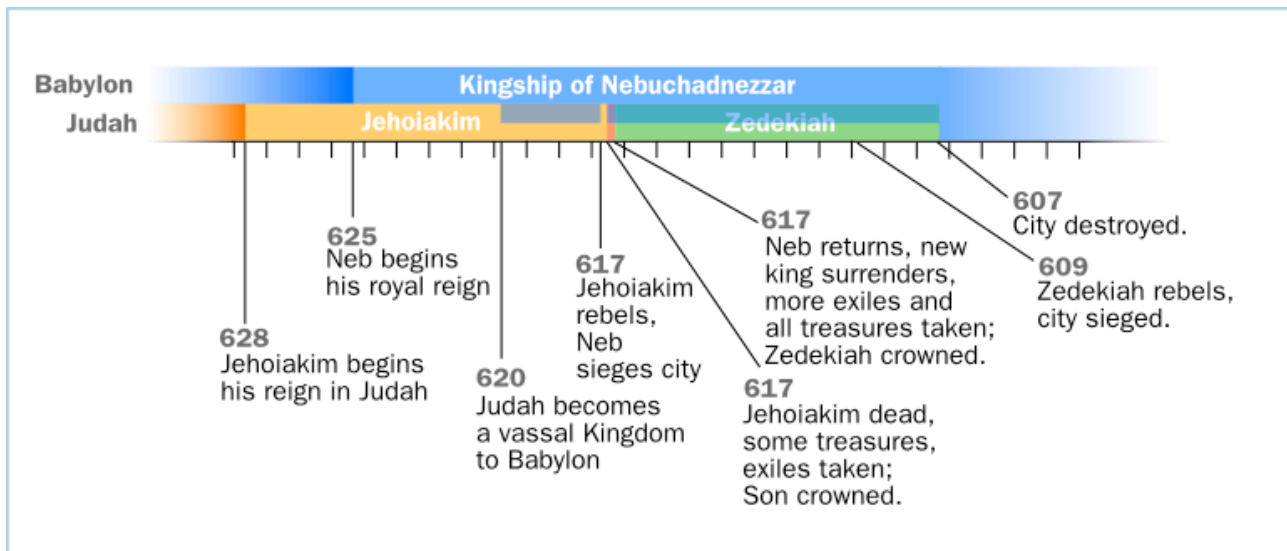 Babylon
Kingship of Nebuchadnezzar
Judah
Jehoiakim
Zedekiah
628
Jehoiakim begins
his reign in Judah
625
Neb begins
his royal reign
620
Judah becomes
a vassal Kingdom
to Babylon
617
Jehoiakim
rebels,
Neb
sieges city
617
Jehoiakim dead,
some treasures,
exiles taken;
Son crowned.
617
Neb returns, new
king surrenders,
more exiles and
all treasures taken;
Zedekiah crowned.
609
Zedekiah rebels,
city sieged.
607
City destroyed.